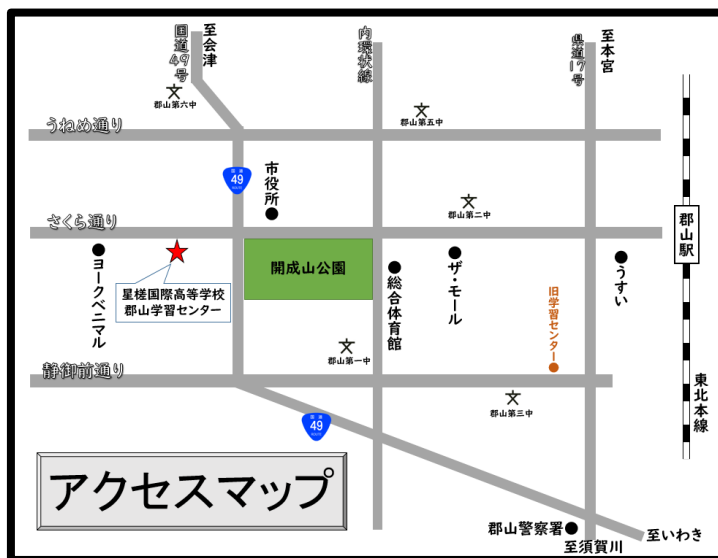 国道49号
至会津
内環状線
県道17号
至本宮
郡山第六中
郡山第五中
うねめ通り
49
市役所
郡山第二中
さくら通り
郡山駅
ヨークベニマル
星槎国際高等学校
郡山学習センター
開成山公園
総合体育館
ザ・モール
うすい
旧学習センター
郡山第一中
静御前通り
郡山第三中
東北本線
49
アクセスマップ
郡山警察署
至いわき
至須賀川